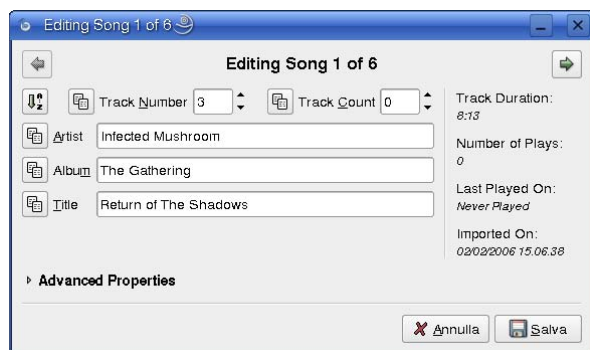 Editing Song 1 of 6
Editing Song 1 of 6
Track Number 3 Track Count 0
Artist Infected Mushroom
Album The Gathering
Title Return of The Shadows
Track Duration:
8:13
Number of Plays:
0
Last Played On:
Never Played
Imported On:
02/02/2006 15.06.38
Advanced Properties
Annulla Salva